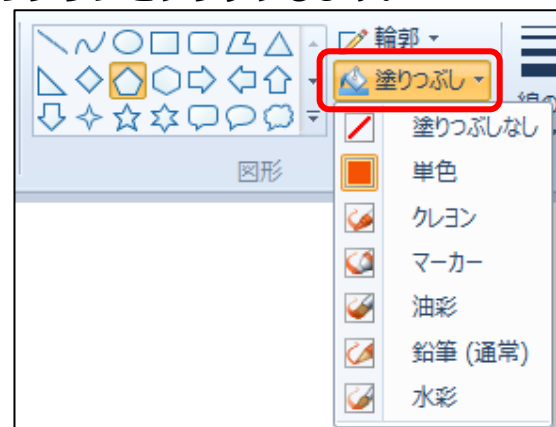 輪郭
塗りつぶし
塗りつぶしなし
図形
単色
クレヨン
マーカー
油彩
鉛筆 (通常)
水彩